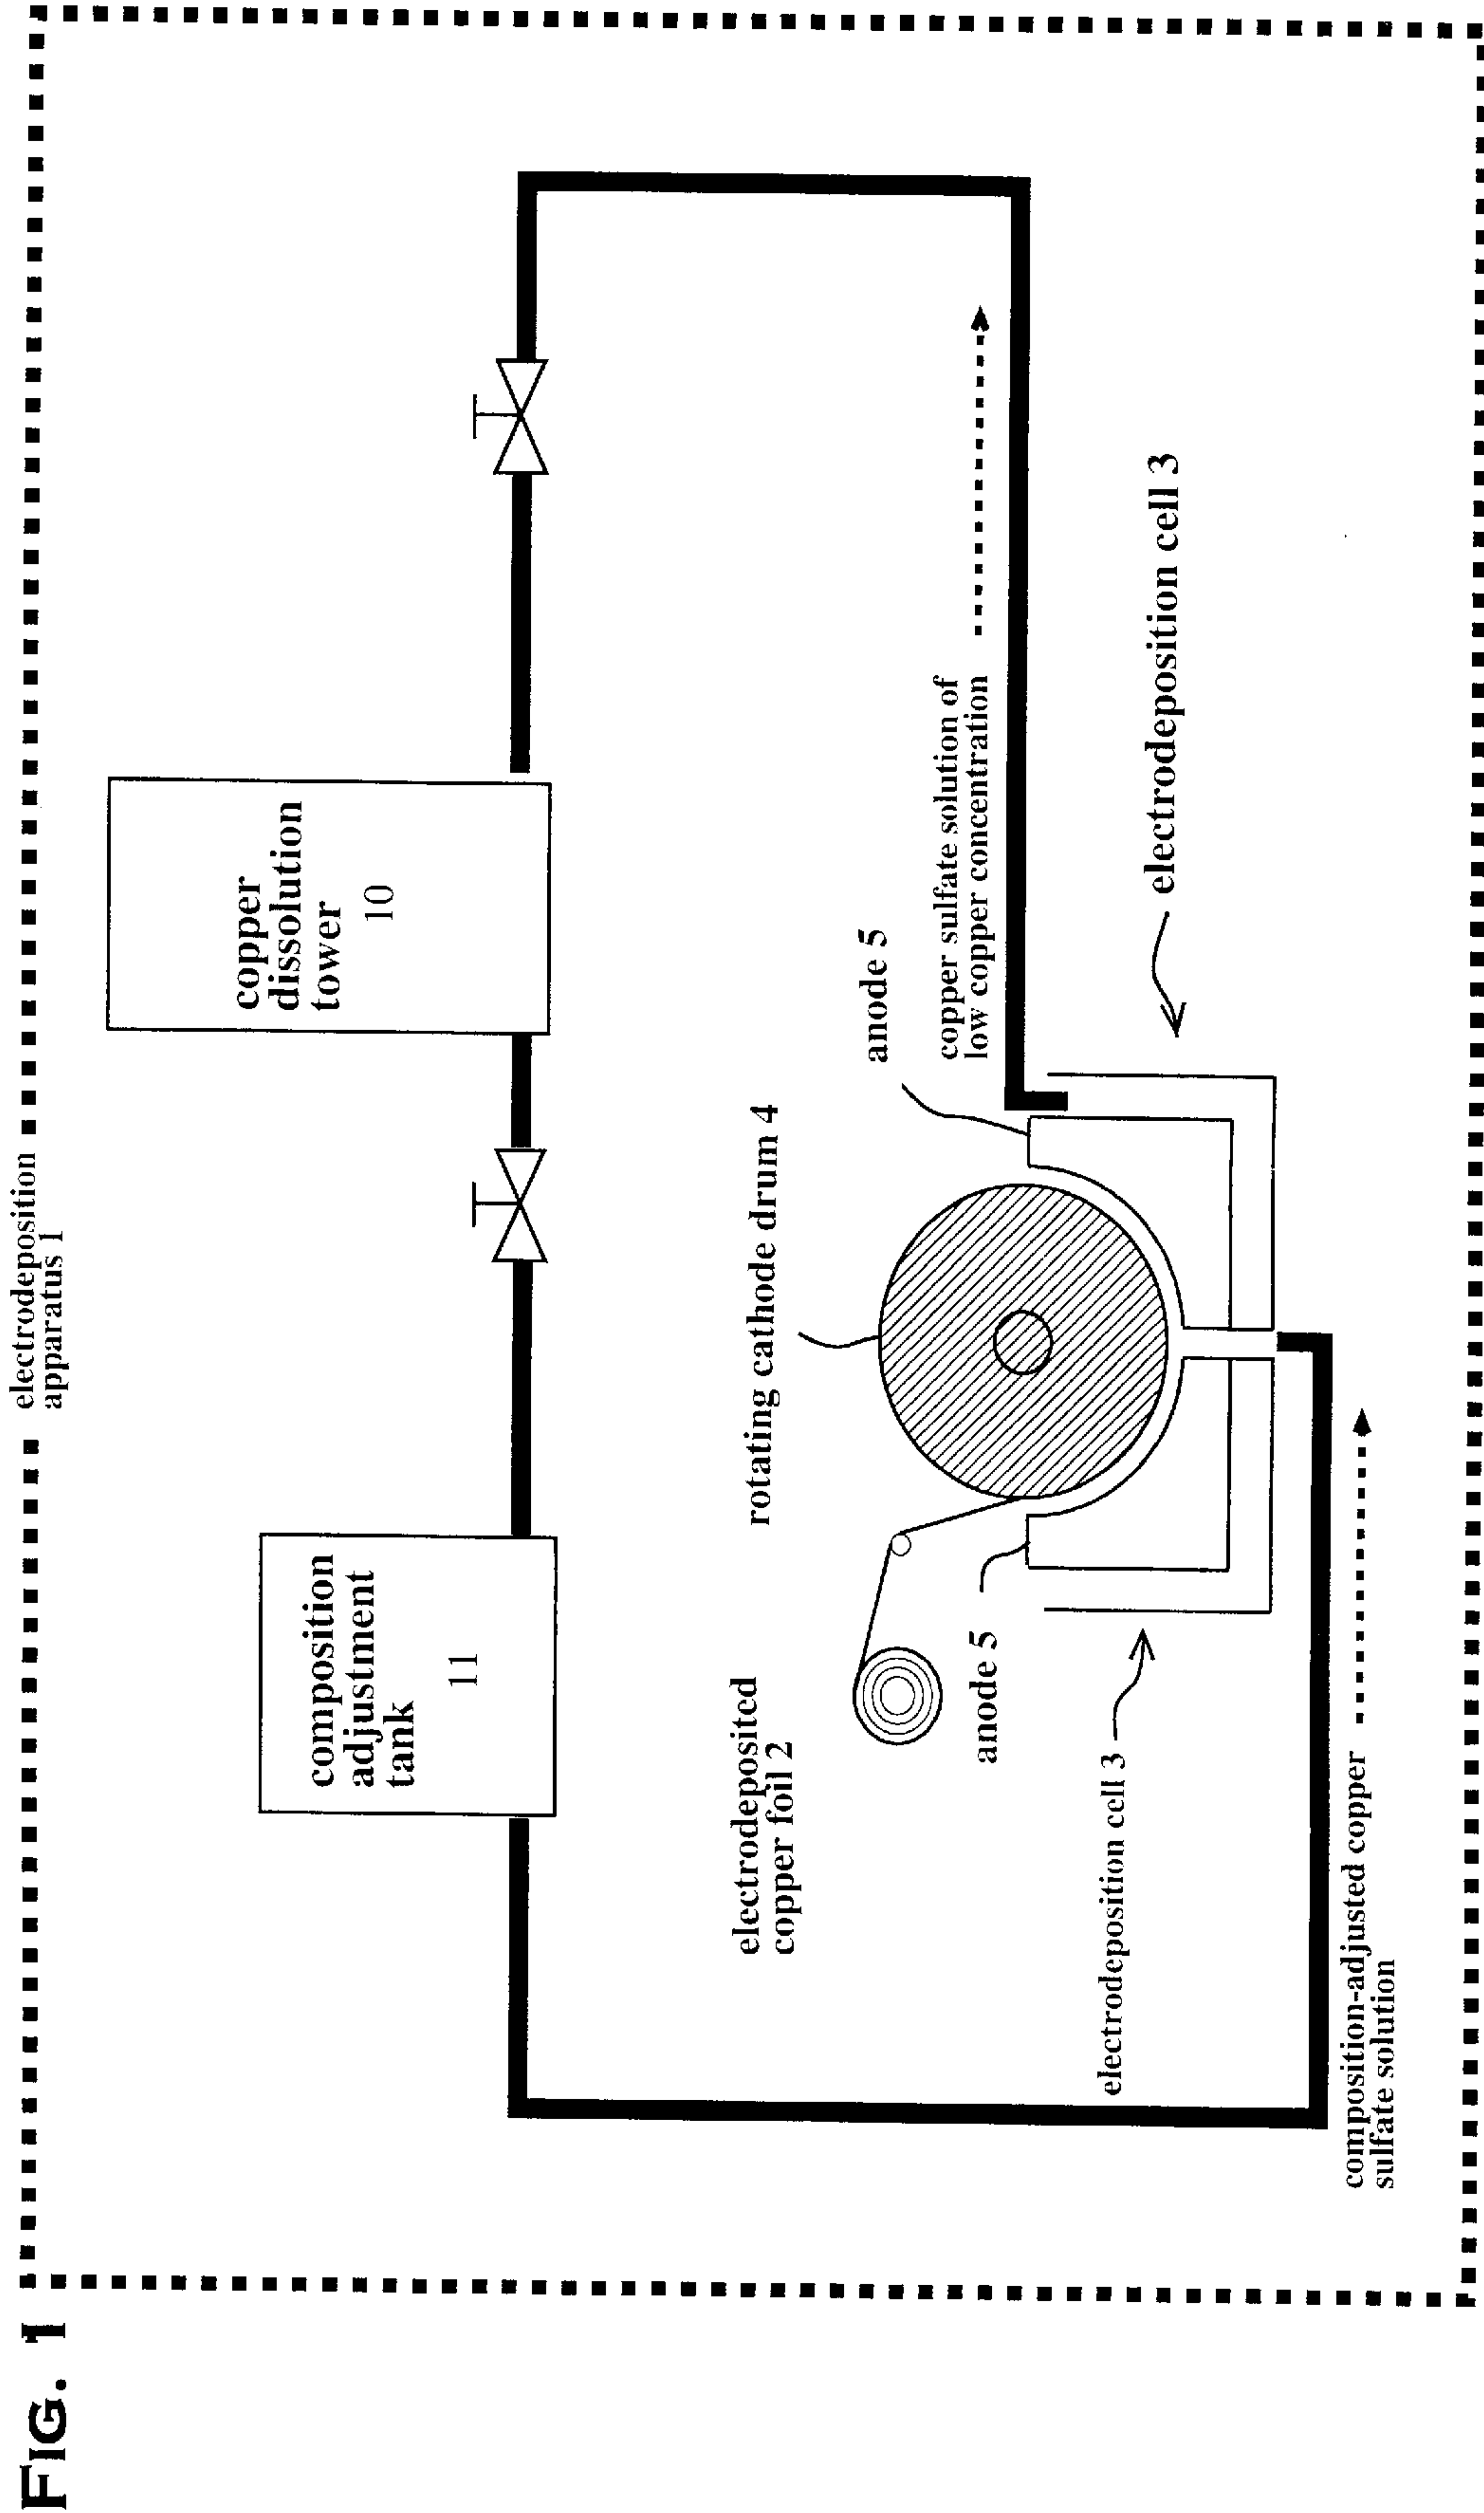 FIG. 1
electrodeposition
apparatus 1
composition
adjustment
tank
11
copper
dissolution
tower
10
electrodeposited
copper foil 2
rotating cathode drum 4
anode 5
copper sulfate solution of
low copper concentration
anode 5
electrodeposition cell 3
electrodeposition cell 3
composition-adjusted copper
sulfate solution